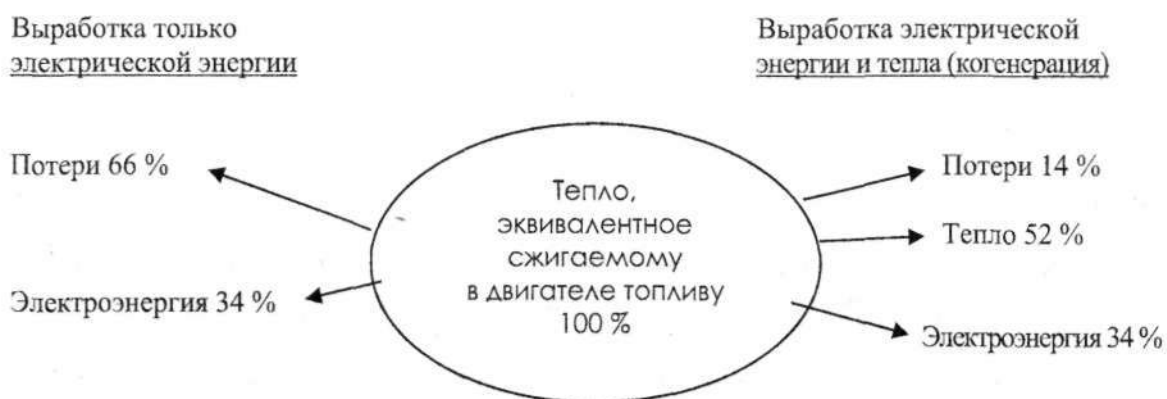 Выработка только
электрической энергии
Потери 66 %
Электроэнергия 34 %
Тепло,
эквивалентное
сжигаемому
в двигателе топливу
100 %
Выработка электрической
энергии и тепла (когенерация)
Потери 14 %
Тепло 52 %
Электроэнергия 34 %